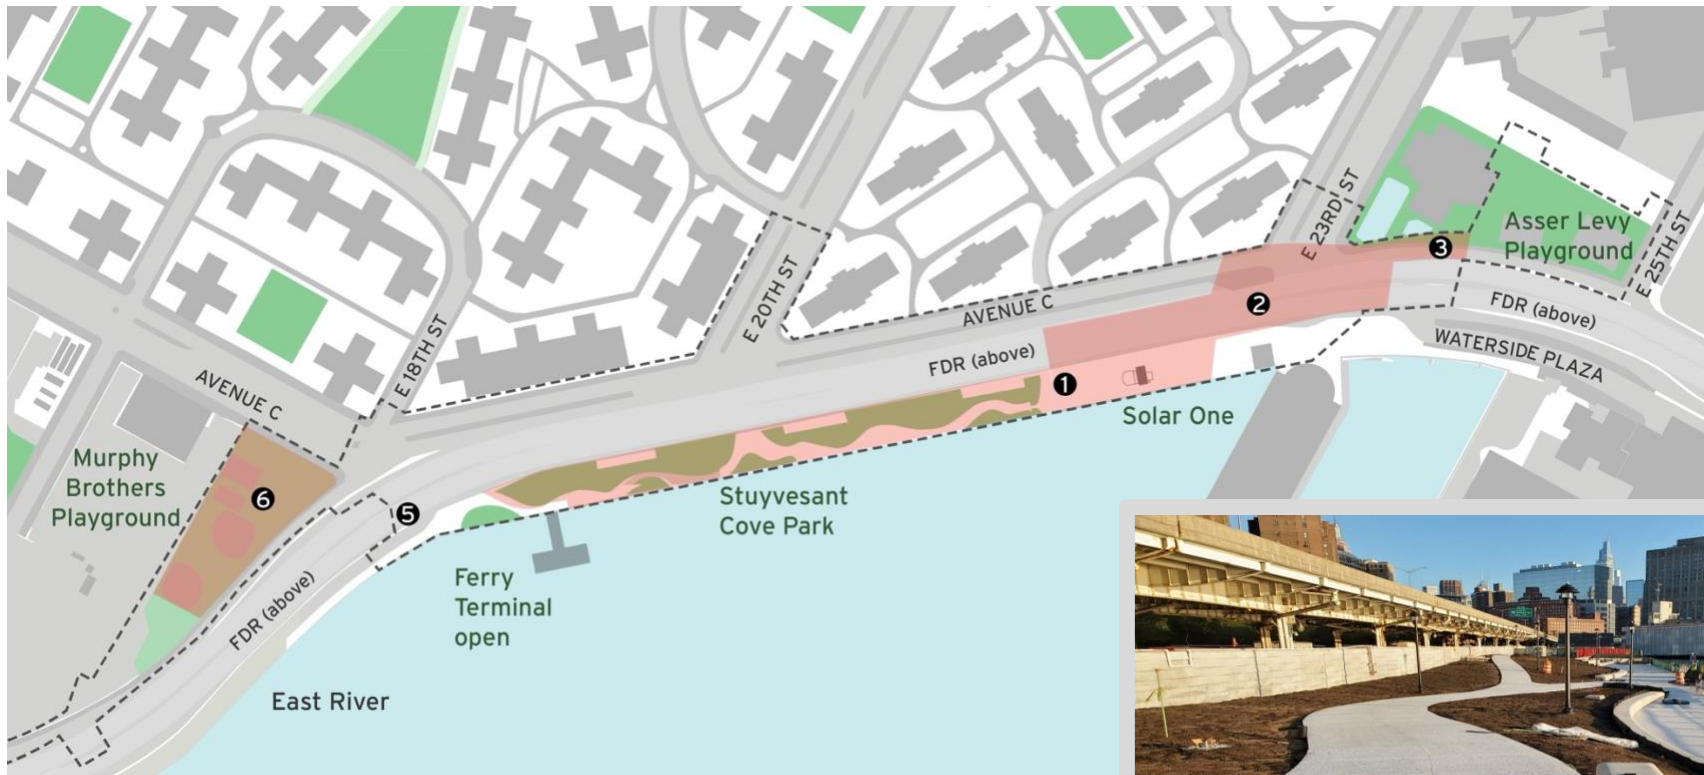 E 23RD ST
Asser Levy
Playground
E 25TH ST
3
E 20TH ST
AVENUE C
2
FDR (above)
WATERSIDE PLAZA
E 18TH ST
FDR (above)
1
AVENUE C
Solar One
Murphy
Brothers
Playground
6
5
Stuyvesant
Cove Park
FDR (above)
Ferry
Terminal
open
East River